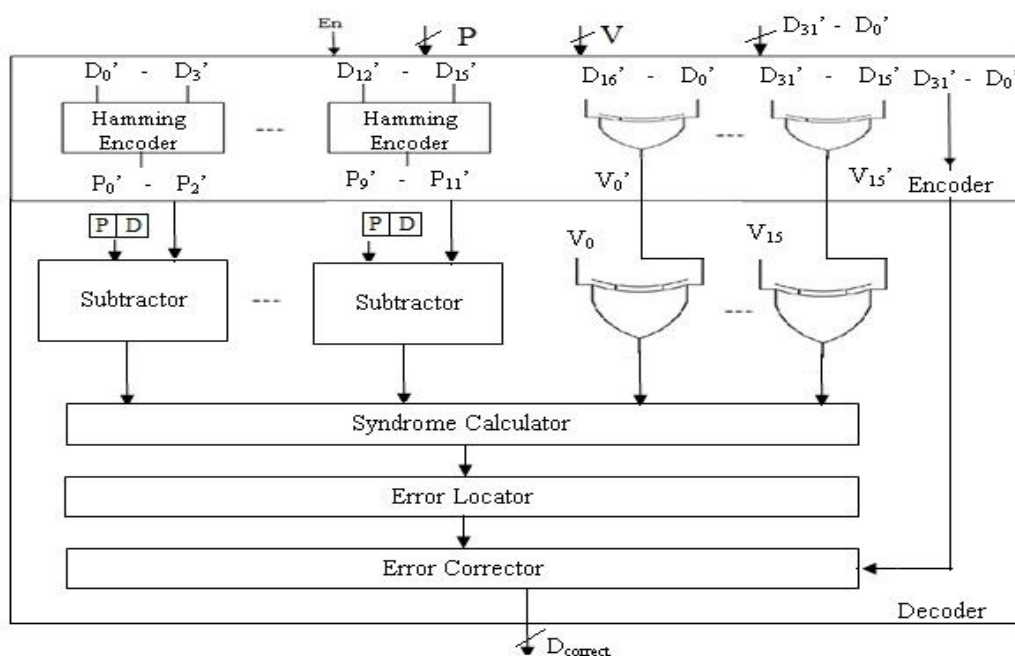 En
P
V
D31' - D0'
D0' - D3'
D12' - D15'
D16' - D0'
D31' - D15'
D31' - D0'
Hamming Encoder
---
Hamming Encoder
---
P0' - P2'
P9' - P11'
V0'
V15'
Encoder
P D
P D
V0
V15
Subtractor
---
Subtractor
---
Syndrome Calculator
Error Locator
Error Corrector
Decoder
Dcorrect